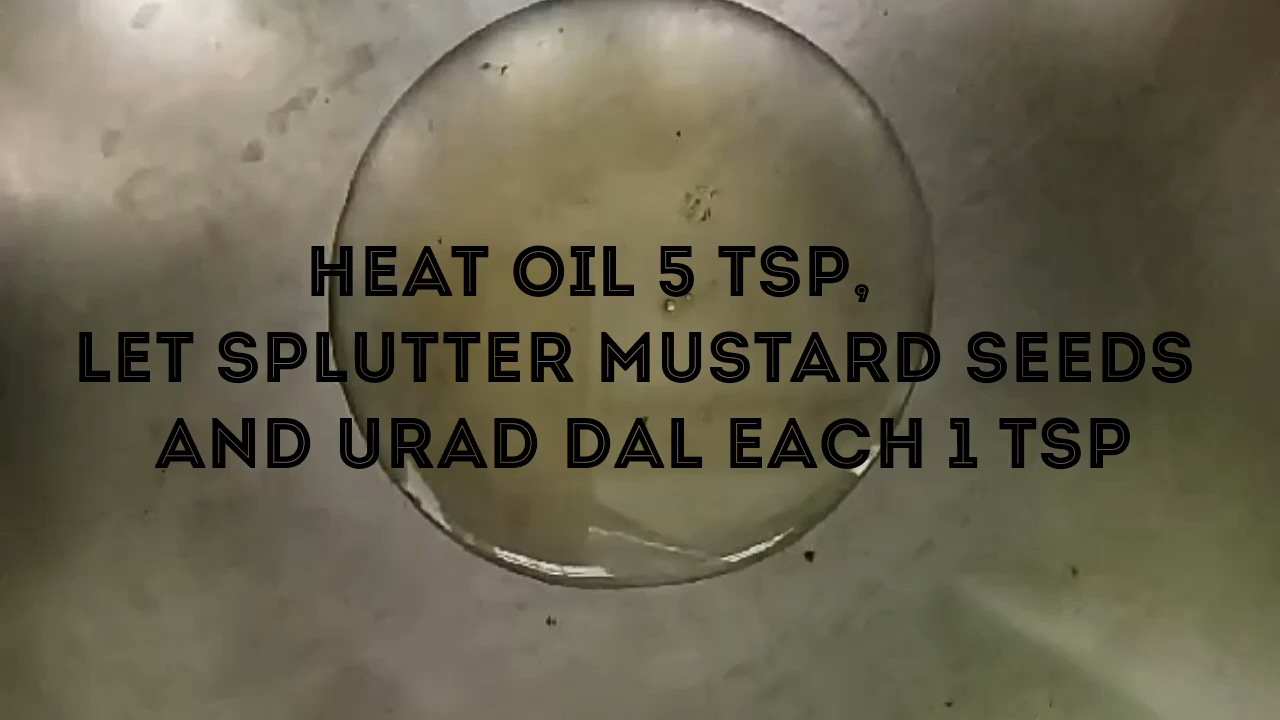 HEAT OIL 5 TSP,
LET SPLUTTER MUSTARD SEEDS
AND URAD DAL EACH 1 TSP